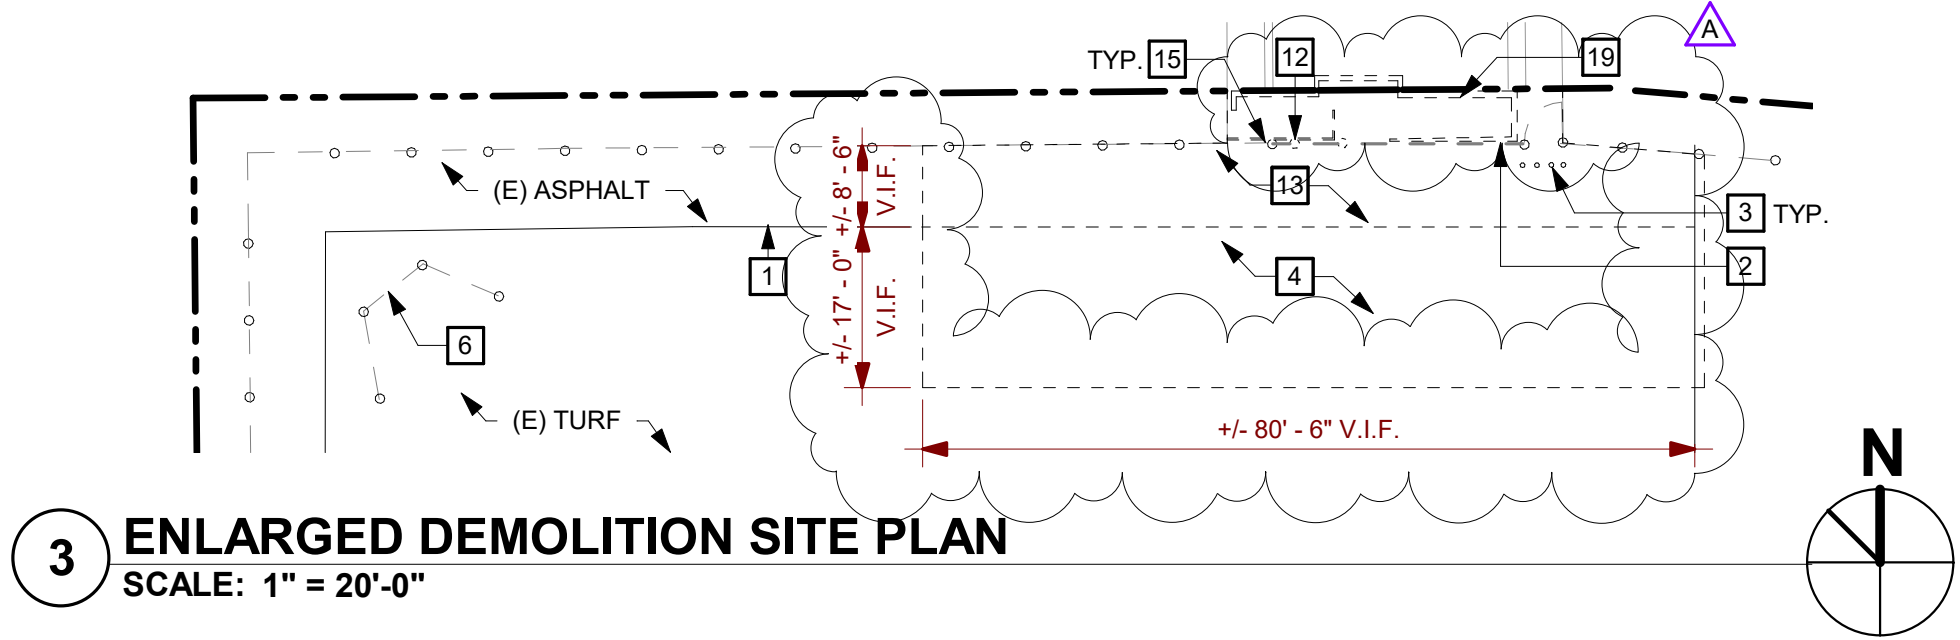 A
TYP. 15
12
19
(E) ASPHALT
+/- 8' - 6"
V.I.F.
13
3 TYP.
1
+/- 17' - 0"
V.I.F.
4
2
6
(E) TURF
+/- 80' - 6" V.I.F.
N
3
ENLARGED DEMOLITION SITE PLAN
SCALE: 1" = 20'-0"